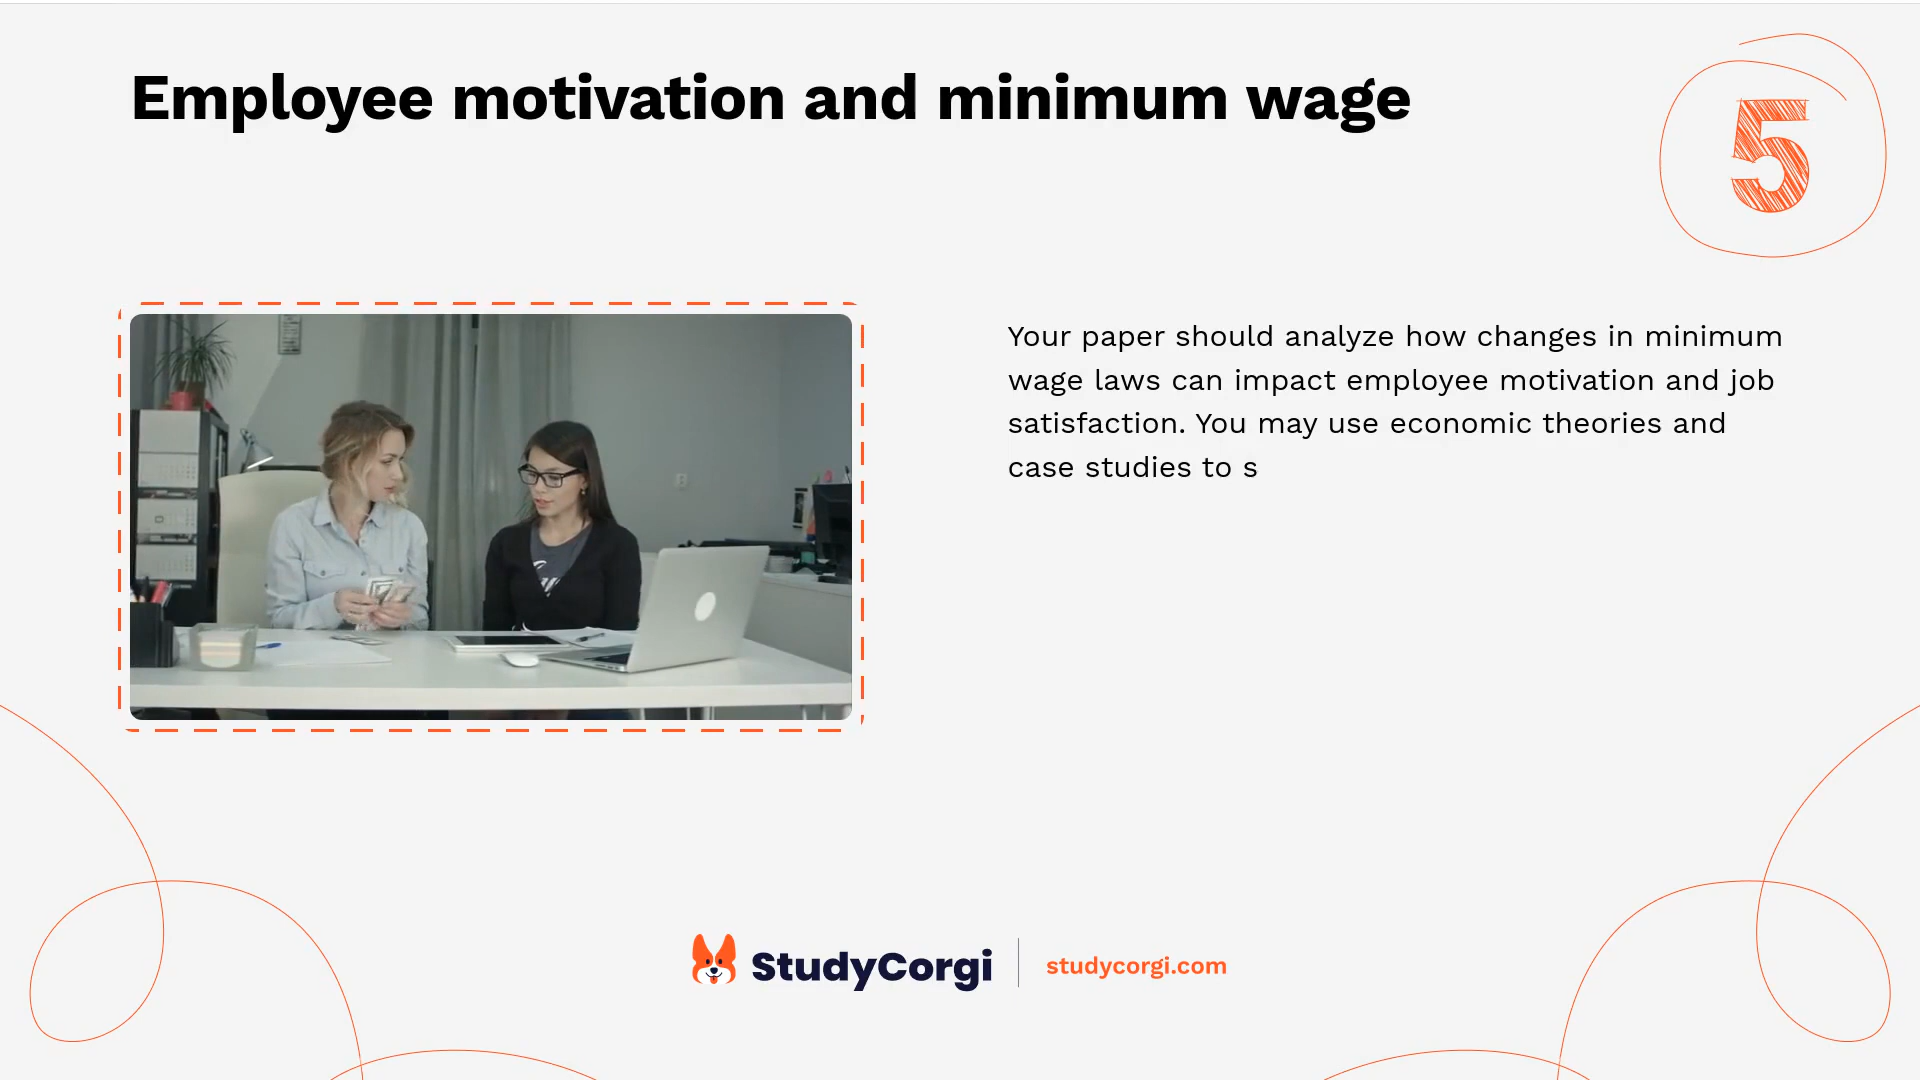 Employee motivation and minimum wage
5
Your paper should analyze how changes in minimum
wage laws can impact employee motivation and job
satisfaction. You may use economic theories and
case studies to s
StudyCorgi
studycorgi.com